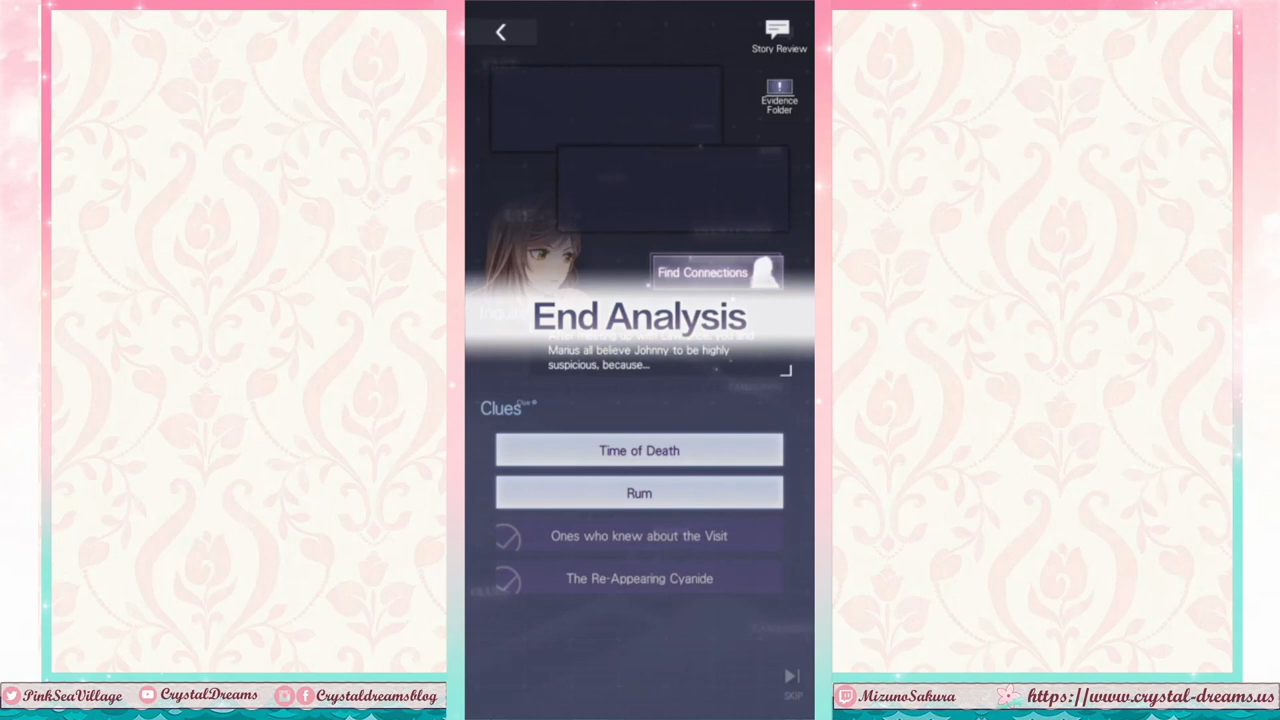 Story Review
Evidence
Folder
Find Connections
End Analysis
Marius all believe Johnny to be highly
suspicious, because...
Clues
Clue
Time of Death
Rum
Ones who knew about the Visit
The Re-Appearing Cyanide
SKIP
PinkSeaVillage
CrystalDreams
Crystaldreamsblog
MizunoSakura
https://www.crystal-dreams.us